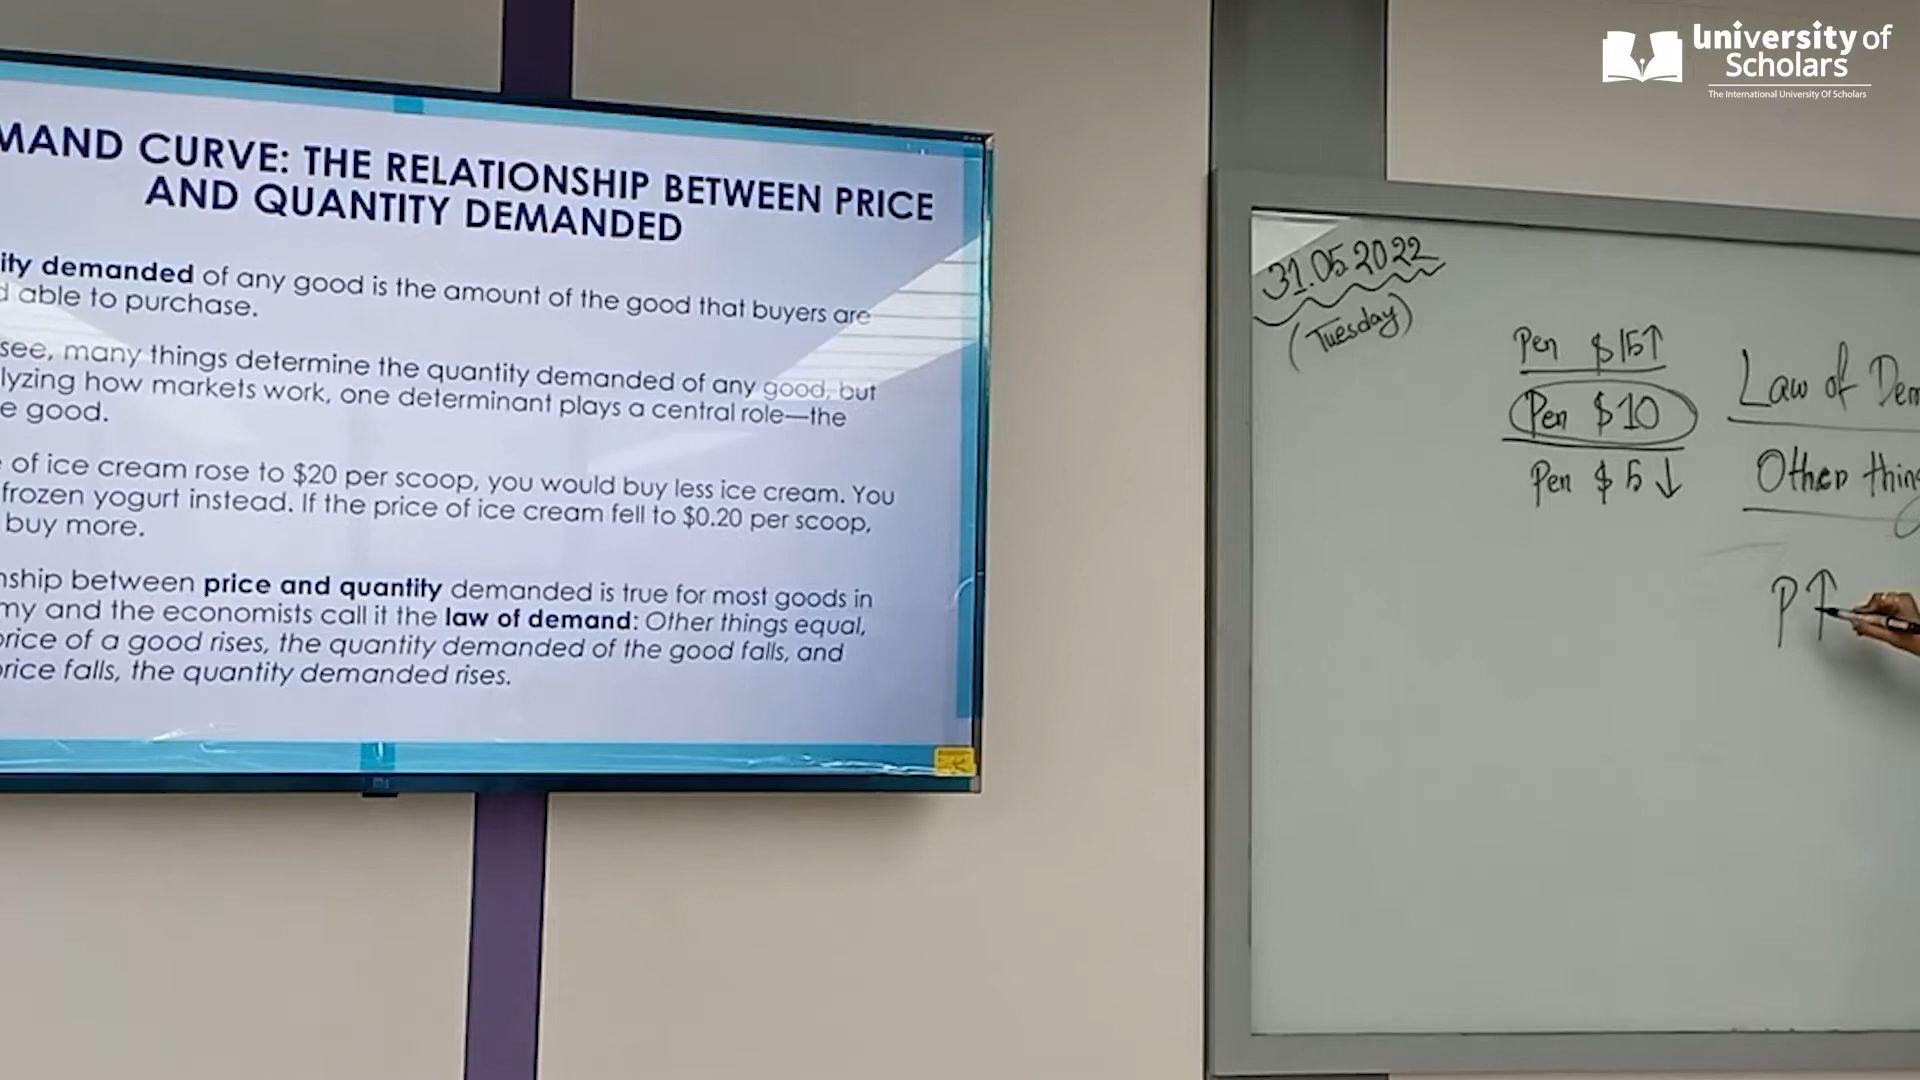 MAND CURVE: THE RELATIONSHIP BETWEEN PRICE
AND QUANTITY DEMANDED
ity demanded of any good is the amount of the good that buyers are
d able to purchase.
see, many things determine the quantity demanded of any good, but
lyzing how markets work, one determinant plays a central role—the
e good.
of ice cream rose to $20 per scoop, you would buy less ice cream. You
frozen yogurt instead. If the price of ice cream fell to $0.20 per scoop,
buy more.
nship between price and quantity demanded is true for most goods in
my and the economists call it the law of demand: Other things equal,
price of a good rises, the quantity demanded of the good falls, and
price falls, the quantity demanded rises.
31.05.2022
(Tuesday)
Pen $15↑
Pen $10
Pen $5↓
Law of Dem
Other thing
P↑
University of
Scholars
The International University Of Scholars